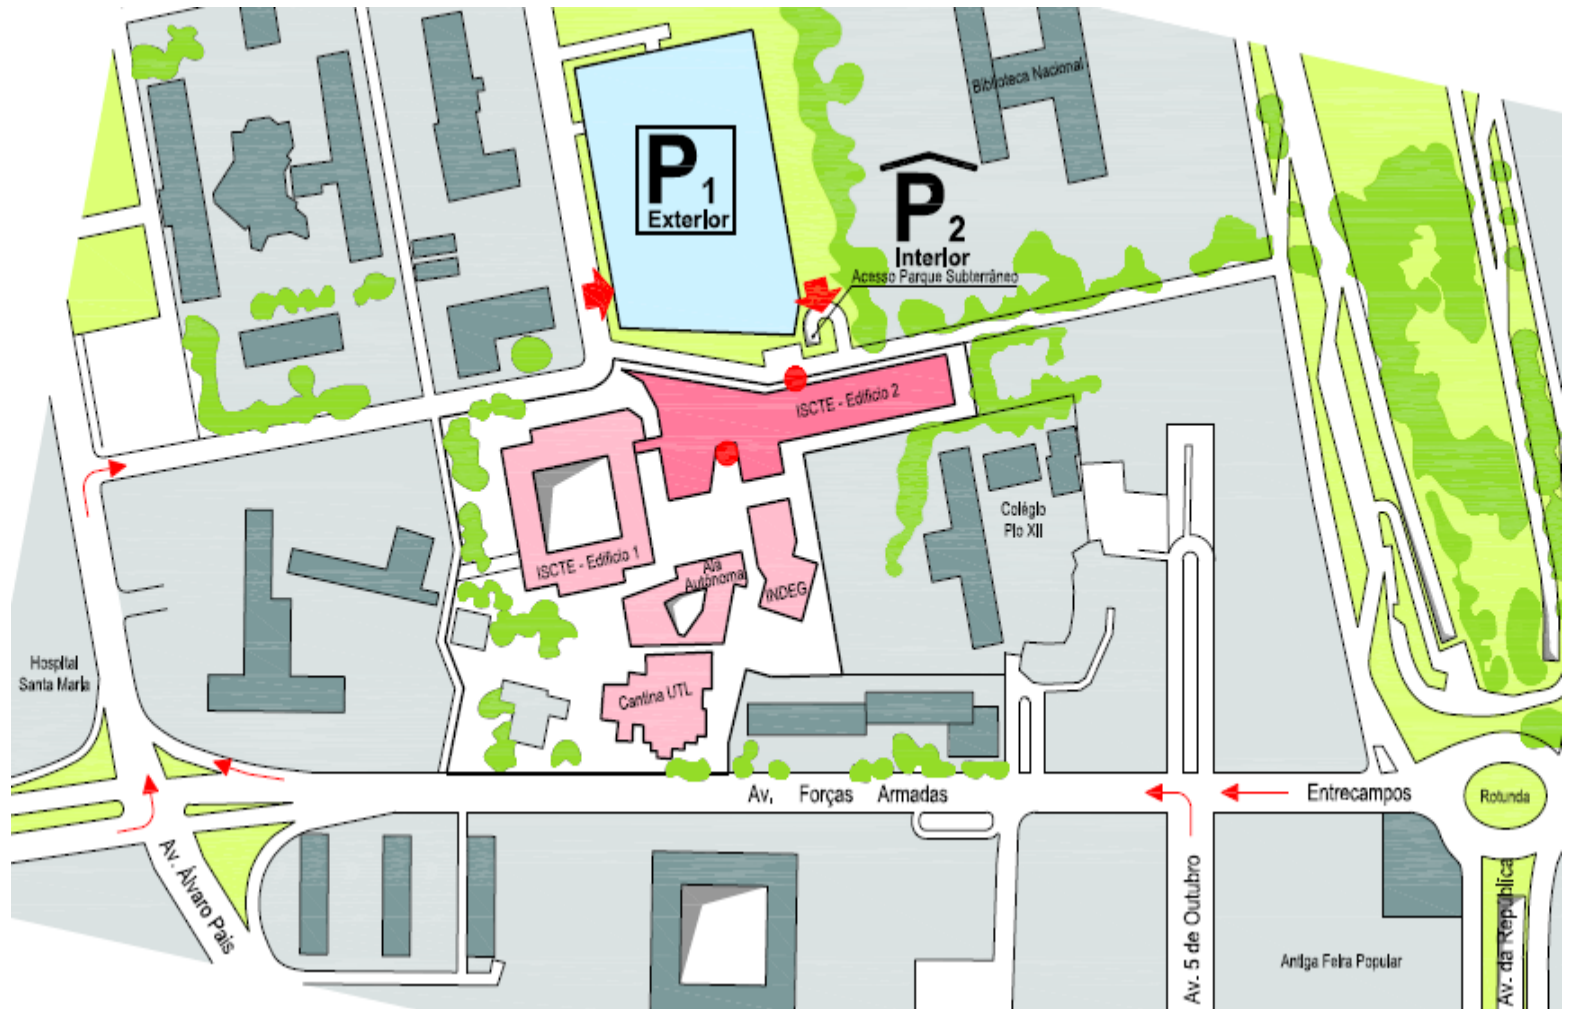 Biblioteca Nacional
P1
Exterior
P2
Interior
Acesso Parque Subterrâneo
ISCTE - Edifício 2
ISCTE - Edifício 1
Ala
Autónoma
INDEG
Colégio
Pio XII
Hospital
Santa Maria
Cantina UTL
Av. Forças Armadas
Entrecampos
Rotunda
Av. Álvaro Pais
Av. 5 de Outubro
Antiga Feira Popular
Av. da República